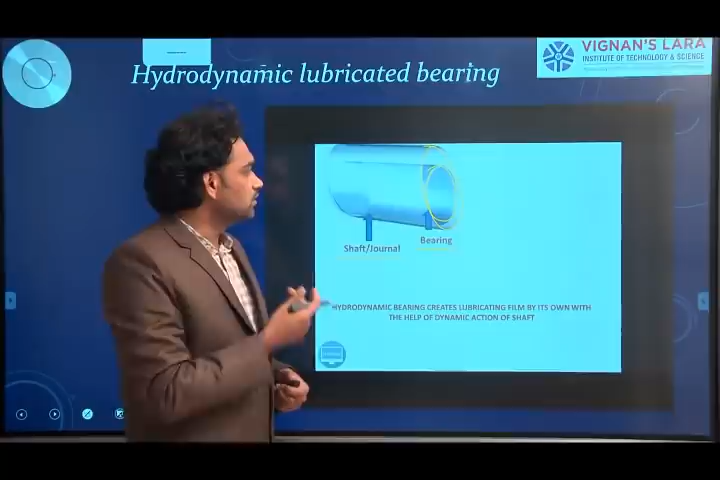 VIGNAN'S LARA
INSTITUTE OF TECHNOLOGY & SCIENCE
Hydrodynamic lubricated bearing
Bearing
Shaft/Journal
HYDRODYNAMIC BEARING CREATES LUBRICATING FILM BY ITS OWN WITH
THE HELP OF DYNAMIC ACTION OF SHAFT